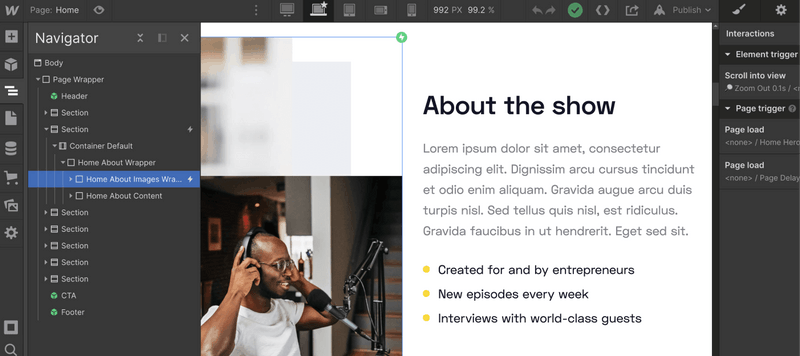 Page: Home
992 PX 99.2 %
Publish
Navigator
Body
Page Wrapper
Header
Section
Section
Container Default
Home About Wrapper
Home About Images Wra...
Home About Content
Section
Section
Section
Section
Section
CTA
Footer
About the show
Lorem ipsum dolor sit amet, consectetur
adipiscing elit. Dignissim arcu cursus tincidunt
et odio enim aliquam. Gravida augue arcu duis
turpis nisl. Sed tellus quis nisl, est ridiculus.
Gravida faucibus in ut hendrerit. Eget sed sit.
Created for and by entrepreneurs
New episodes every week
Interviews with world-class guests
Interactions
Element trigger
Scroll into view
Zoom Out 0.1s /
Page trigger
Page load
<none> / Home Hero
Page load
<none> / Page Delay